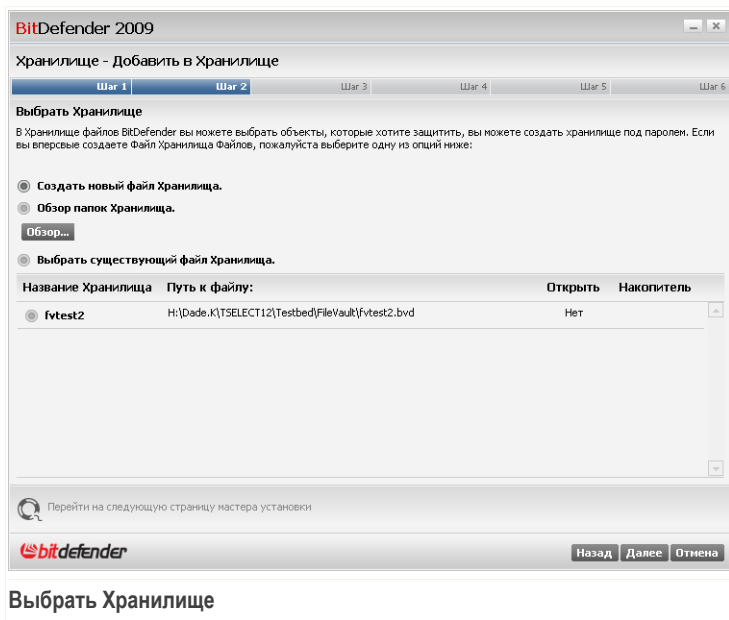 BitDefender 2009
Хранилище - Добавить в Хранилище
Шаг 1 Шаг 2 Шаг 3 Шаг 4 Шаг 5 Шаг 6
Выбрать Хранилище
В Хранилище файлов BitDefender вы можете выбрать объекты, которые хотите защитить, вы можете создать хранилище под паролем. Если
вы впервсые создаете Файл Хранилища Файлов, пожалуйста выберите одну из опций ниже:
Создать новый файл Хранилища.
Обзор папок Хранилища.
Обзор...
Выбрать существующий файл Хранилища.
Название Хранилища Путь к файлу: Открыть Накопитель
fvtest2 H:\Dade.K\TSELECT12\Testbed\FileVault\fvtest2.bvd Нет
Перейти на следующую страницу мастера установки
bitdefender Назад Далее Отмена
Выбрать Хранилище